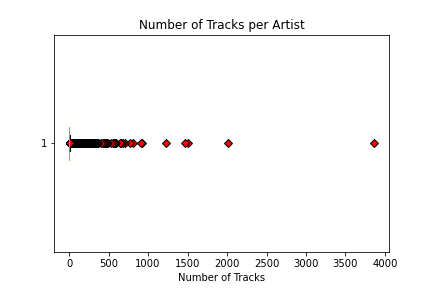 Number of Tracks per Artist
1
0 500 1000 1500 2000 2500 3000 3500 4000
Number of Tracks